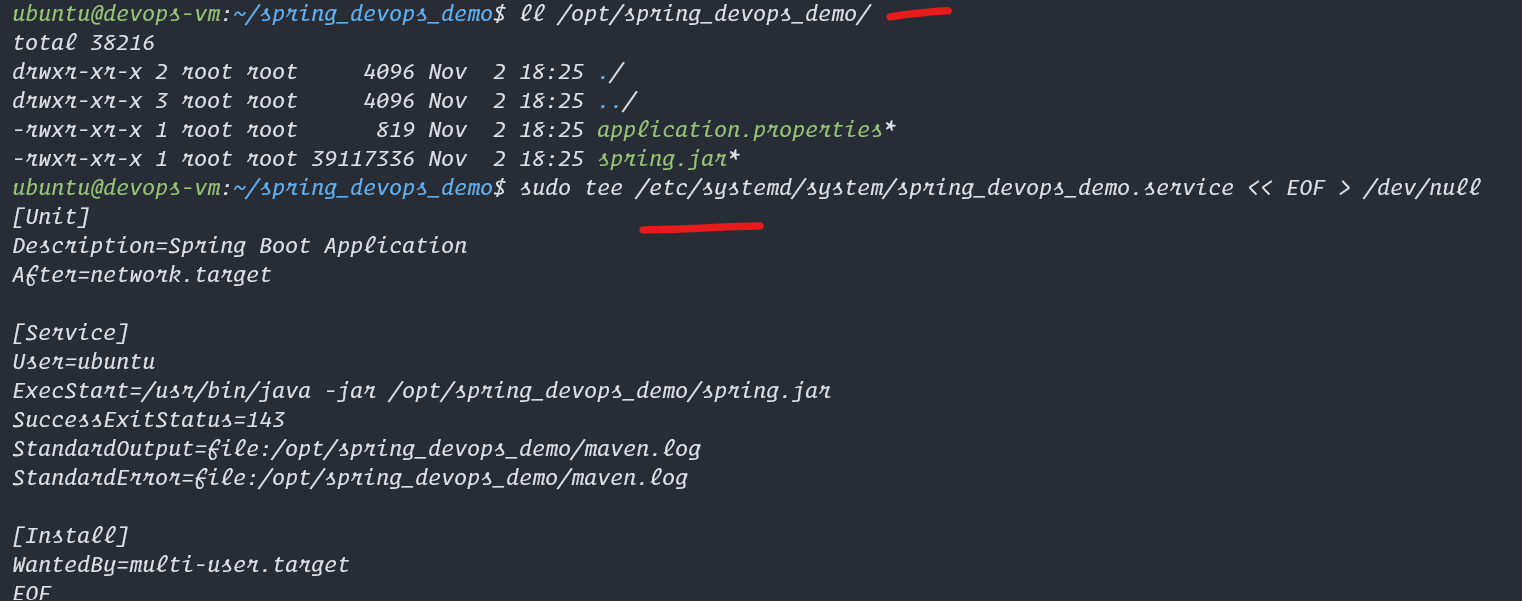 ubuntu@devops-vm:~/spring_devops_demo$ ll /opt/spring_devops_demo/
total 38216
drwxr-xr-x 2 root root     4096 Nov  2 18:25 ./
drwxr-xr-x 3 root root     4096 Nov  2 18:25 ../
-rwxr-xr-x 1 root root      819 Nov  2 18:25 application.properties*
-rwxr-xr-x 1 root root 39117336 Nov  2 18:25 spring.jar*
ubuntu@devops-vm:~/spring_devops_demo$ sudo tee /etc/systemd/system/spring_devops_demo.service << EOF > /dev/null
[Unit]
Description=Spring Boot Application
After=network.target

[Service]
User=ubuntu
ExecStart=/usr/bin/java -jar /opt/spring_devops_demo/spring.jar
SuccessExitStatus=143
StandardOutput=file:/opt/spring_devops_demo/maven.log
StandardError=file:/opt/spring_devops_demo/maven.log

[Install]
WantedBy=multi-user.target
EOF